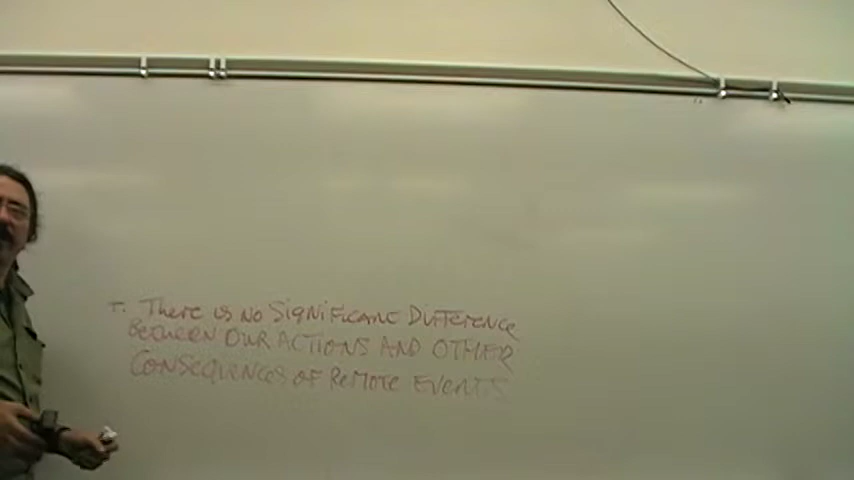 T. There is no Significant Difference
Between Our Actions and Other
Consequences of Remote Events